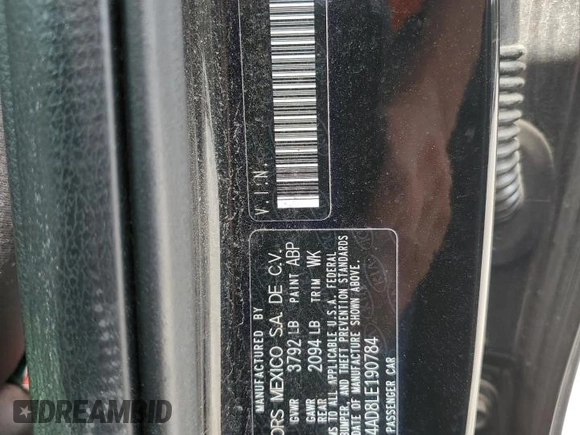 V.I.N.
MANUFACTURED BY
ORS MEXICO S.A. DE C.V.
GVWR 3792 LB PAINT ABP
GAWR
REAR 2094 LB TRIM WK
TO ALL APPLICABLE U.S.A. FEDERAL
BUMPER, AND THEFT PREVENTION STANDARDS
DATE OF MANUFACTURE SHOWN ABOVE.
4AD8LE190784
PASSENGER CAR
DREAMBID